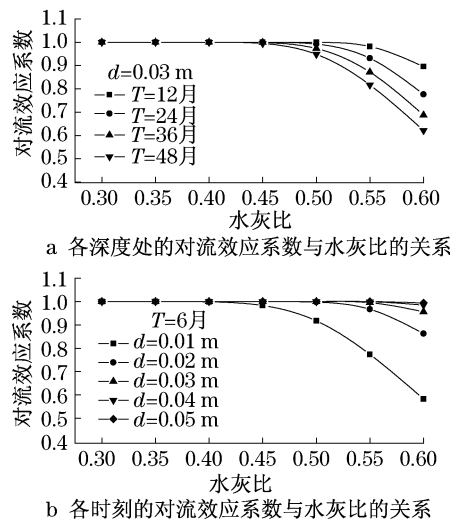 1.1
1.0
0.9
0.8
0.7
0.6
0.5
0.4
对流效应系数
d=0.03 m
T=12月
T=24月
T=36月
T=48月
0.30 0.35 0.40 0.45 0.50 0.55 0.60
水灰比
a 各深度处的对流效应系数与水灰比的关系
1.1
1.0
0.9
0.8
0.7
0.6
0.5
0.4
对流效应系数
T=6月
d=0.01 m
d=0.02 m
d=0.03 m
d=0.04 m
d=0.05 m
0.30 0.35 0.40 0.45 0.50 0.55 0.60
水灰比
b 各时刻的对流效应系数与水灰比的关系